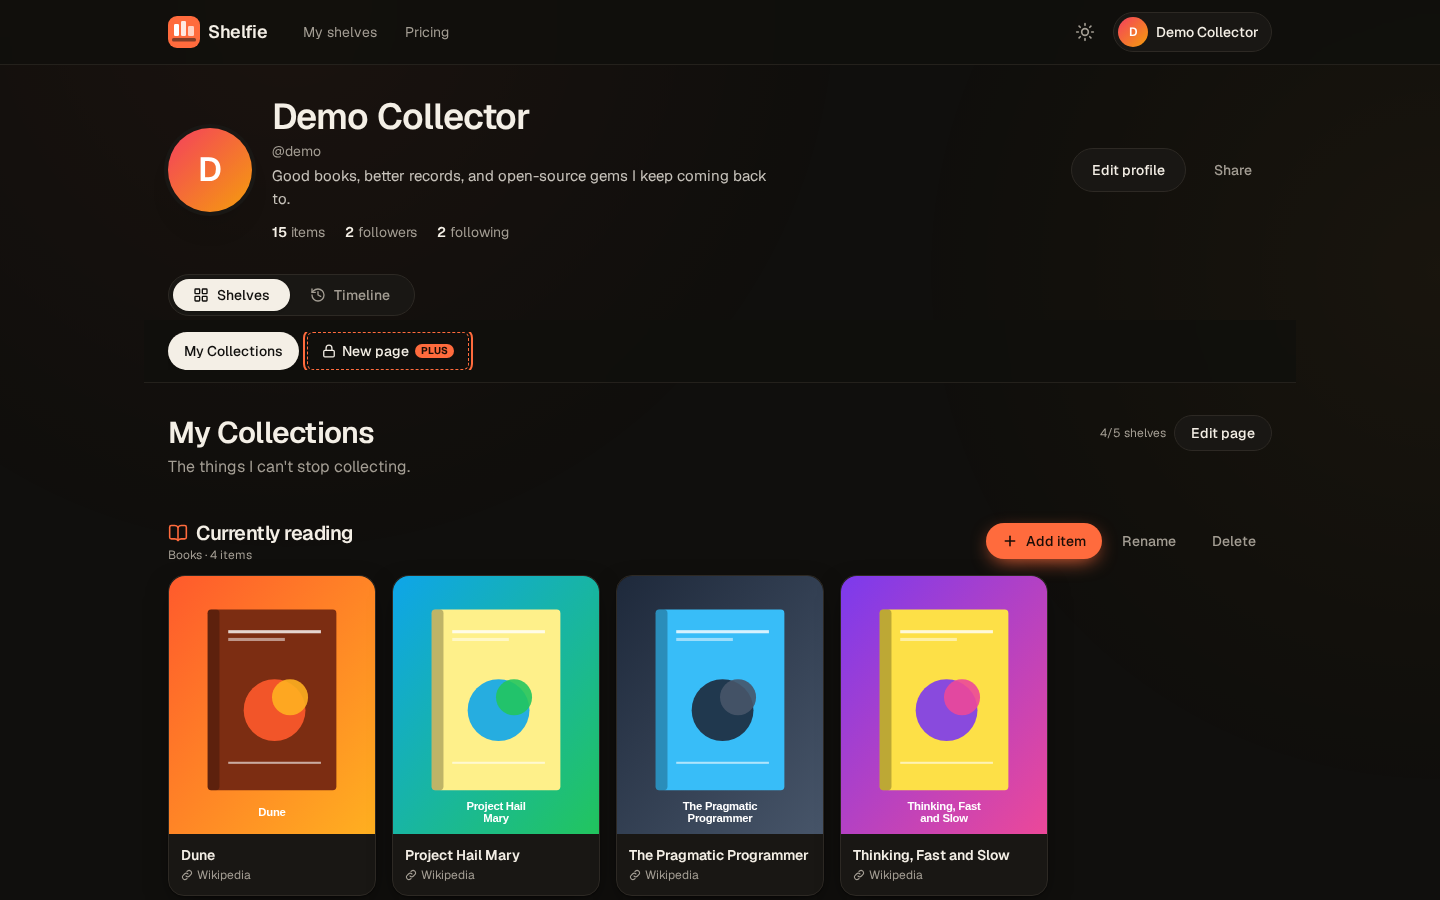 Shelfie
My shelves
Pricing
D
Demo Collector
D
Demo Collector
@demo
Good books, better records, and open-source gems I keep coming back
to.
15 items
2 followers
2 following
Edit profile
Share
Shelves
Timeline
My Collections
New page
PLUS
My Collections
4/5 shelves
Edit page
The things I can't stop collecting.
Currently reading
Books · 4 items
Add item
Rename
Delete
Dune
Project Hail
Mary
The Pragmatic
Programmer
Thinking, Fast
and Slow
Dune
Wikipedia
Project Hail Mary
Wikipedia
The Pragmatic Programmer
Wikipedia
Thinking, Fast and Slow
Wikipedia